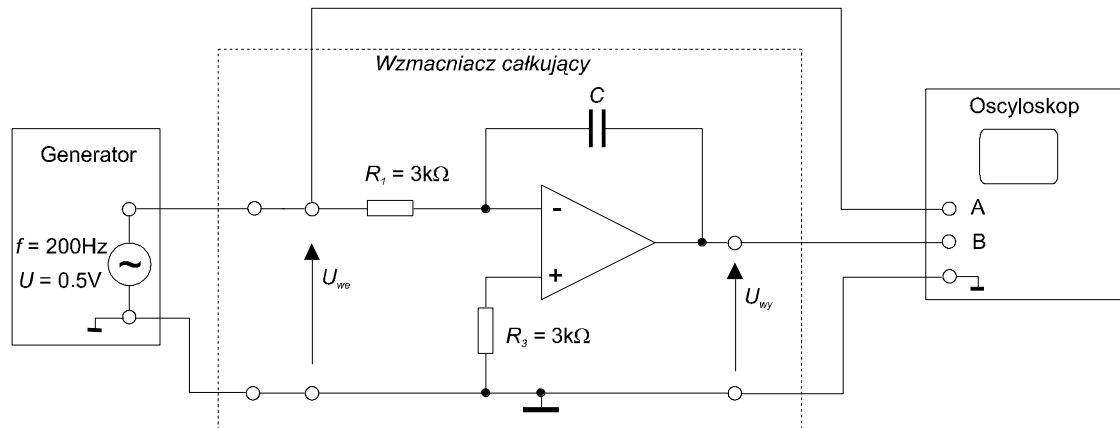 Wzmacniacz całkujący
Oscyloskop
C
Generator
R₁ = 3kΩ
A
-
B
f = 200Hz
U = 0.5V
~
+
Uwe
Uwy
R₃ = 3kΩ